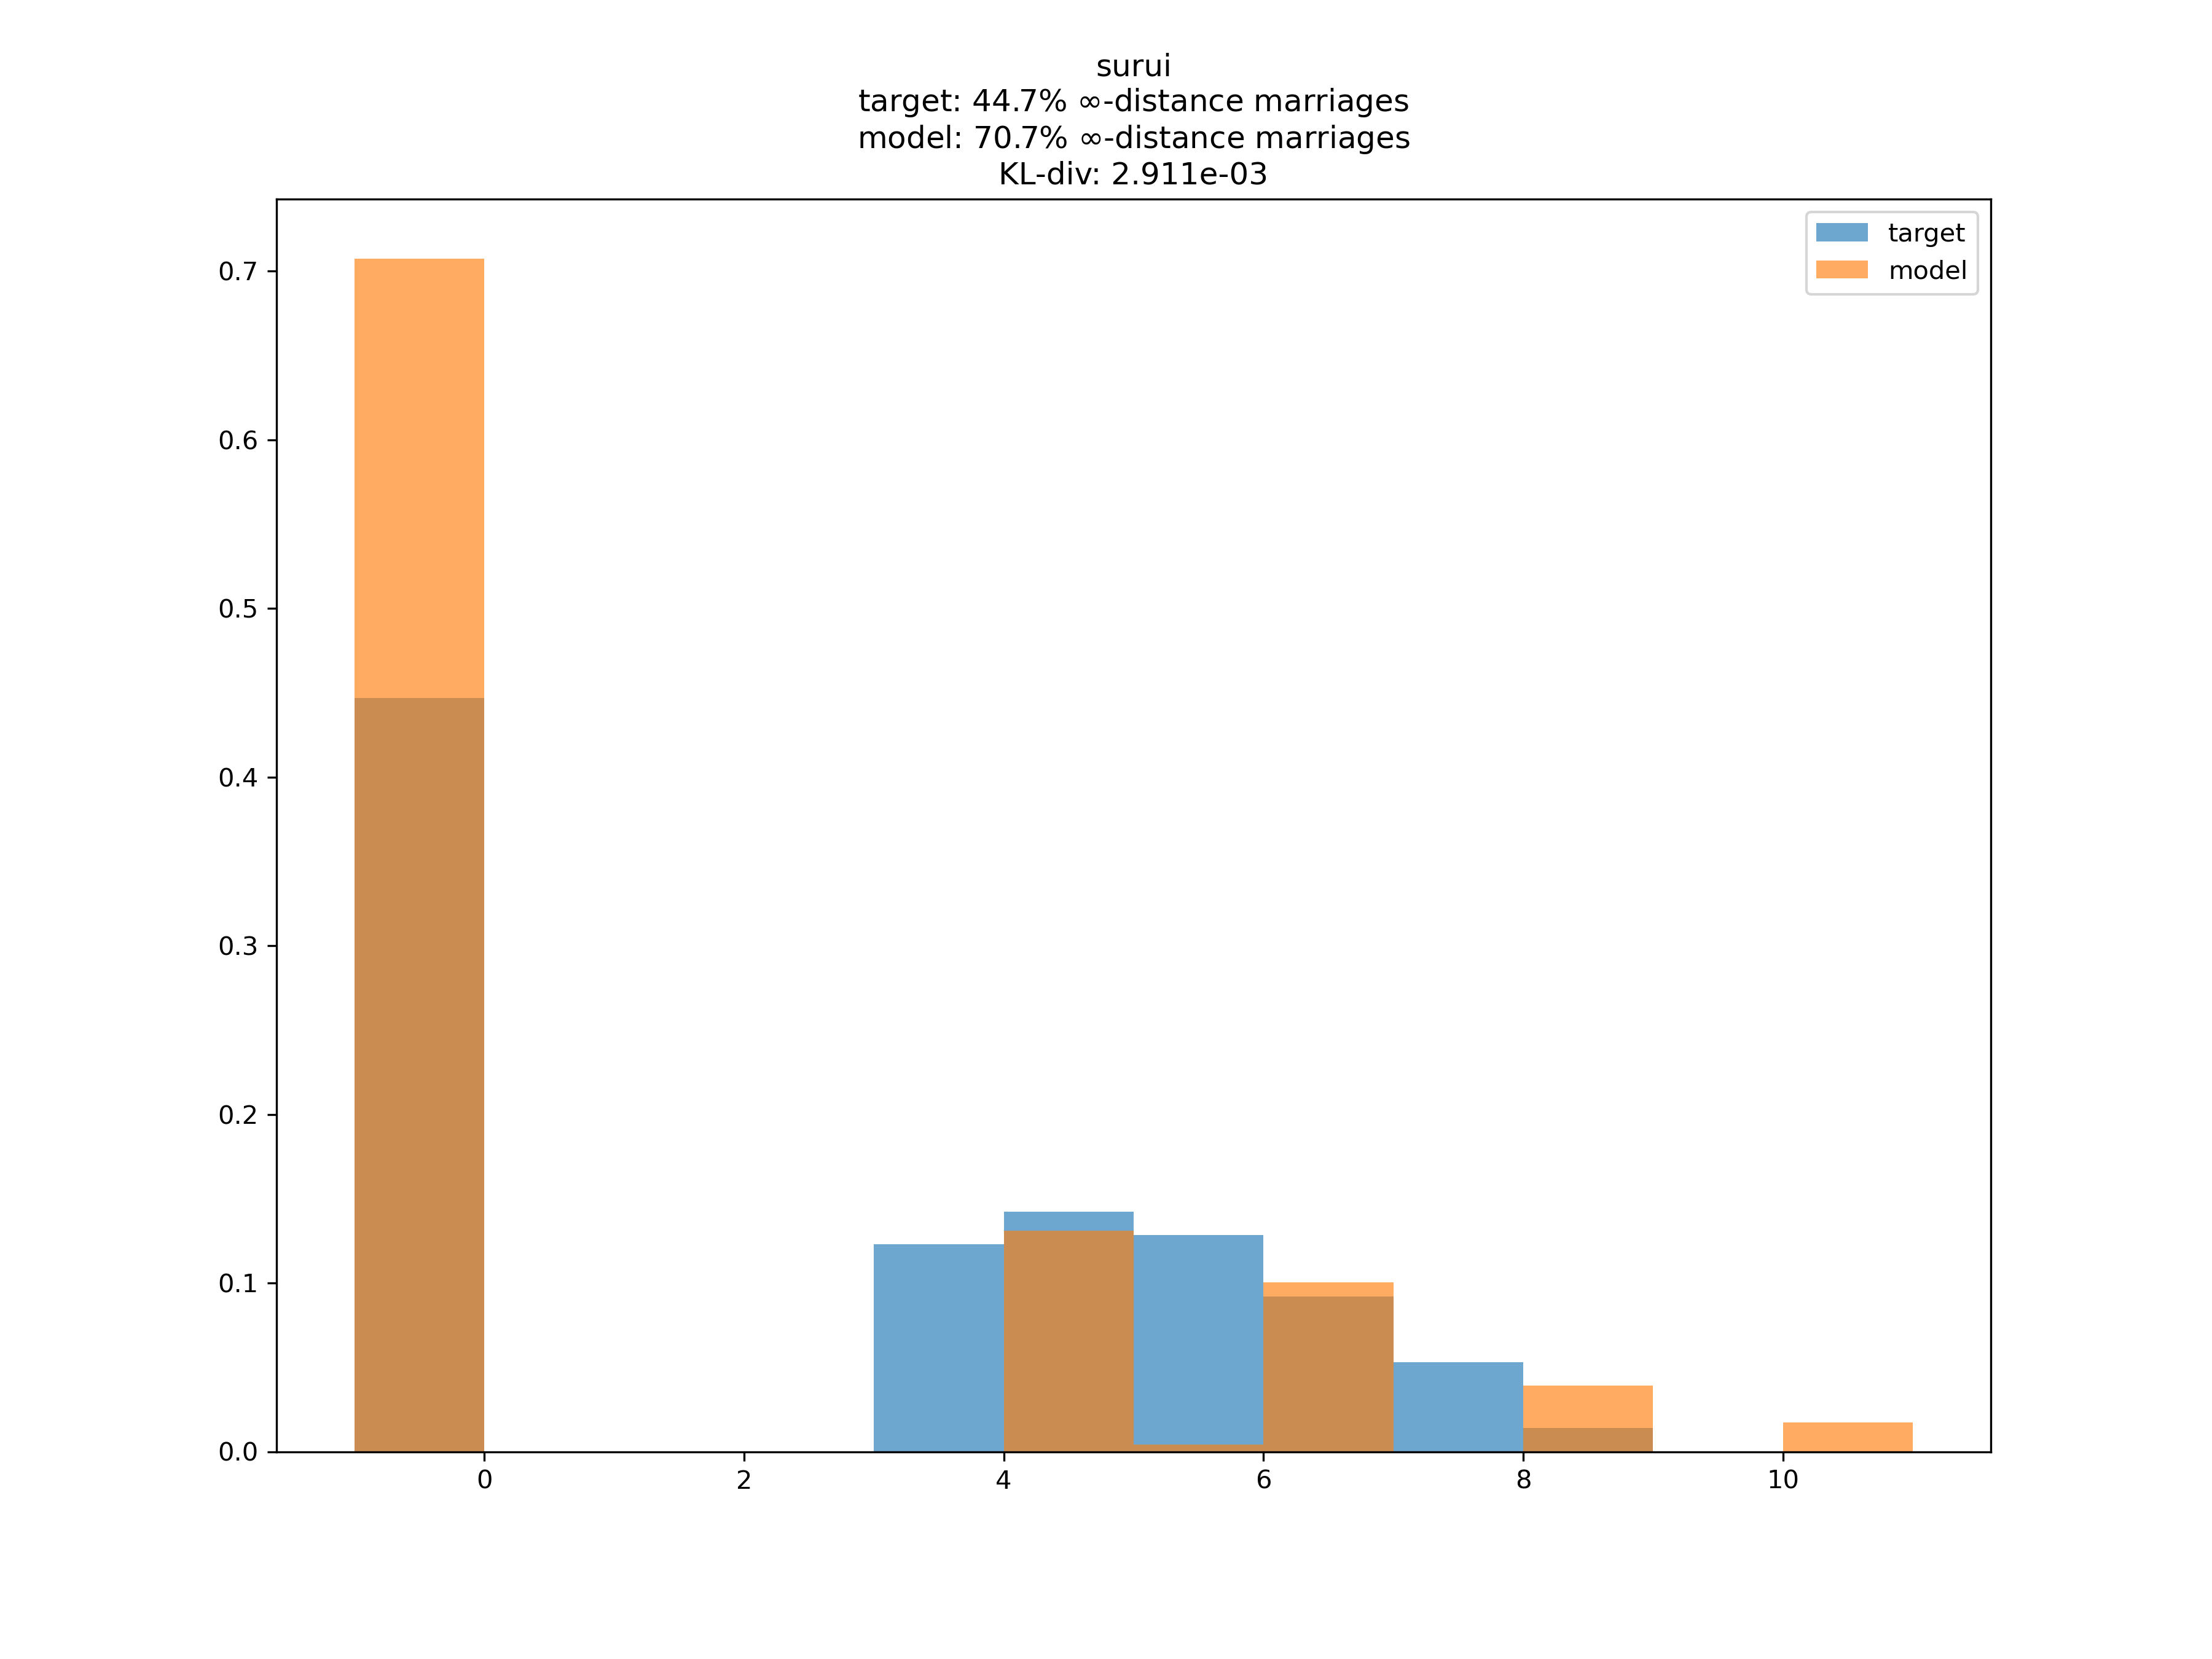 surui
target: 44.7% ∞-distance marriages
model: 70.7% ∞-distance marriages
KL-div: 2.911e-03
target
model
0.7
0.6
0.5
0.4
0.3
0.2
0.1
0.0
0 2 4 6 8 10